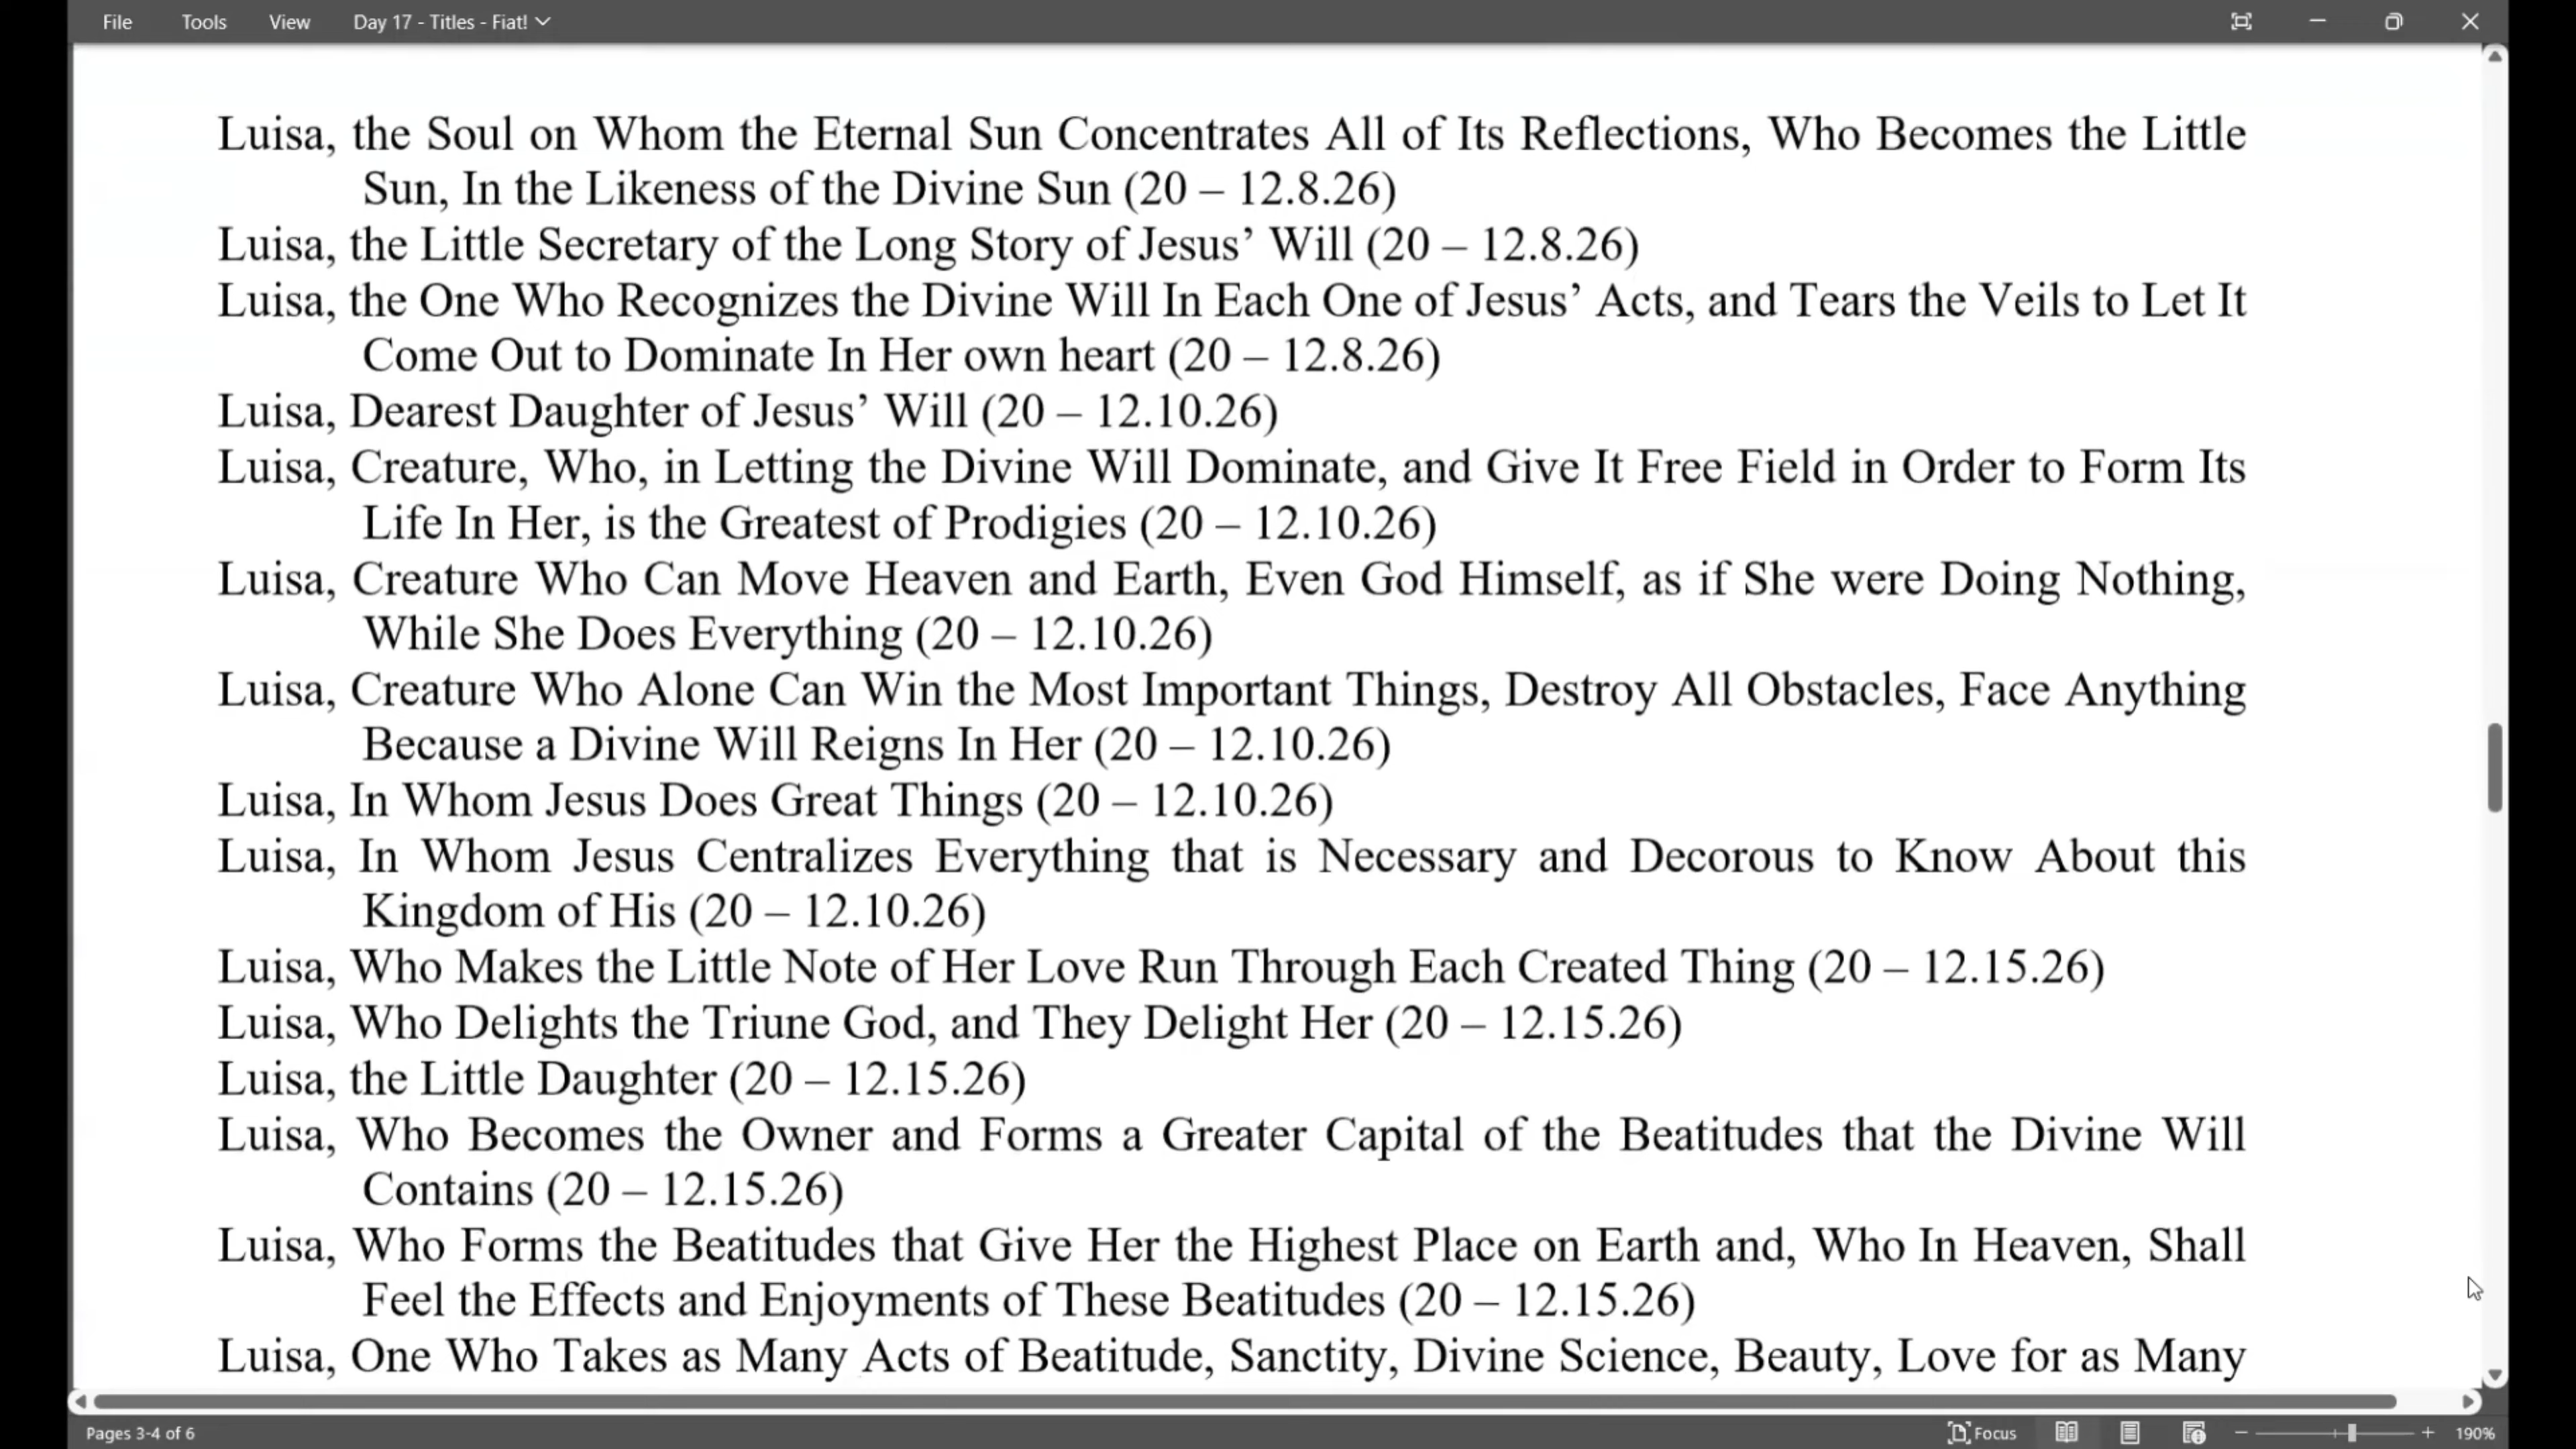 File Tools View Day 17 - Titles - Fiat!
Luisa, the Soul on Whom the Eternal Sun Concentrates All of Its Reflections, Who Becomes the Little
Sun, In the Likeness of the Divine Sun (20 – 12.8.26)
Luisa, the Little Secretary of the Long Story of Jesus’ Will (20 – 12.8.26)
Luisa, the One Who Recognizes the Divine Will In Each One of Jesus’ Acts, and Tears the Veils to Let It
Come Out to Dominate In Her own heart (20 – 12.8.26)
Luisa, Dearest Daughter of Jesus’ Will (20 – 12.10.26)
Luisa, Creature, Who, in Letting the Divine Will Dominate, and Give It Free Field in Order to Form Its
Life In Her, is the Greatest of Prodigies (20 – 12.10.26)
Luisa, Creature Who Can Move Heaven and Earth, Even God Himself, as if She were Doing Nothing,
While She Does Everything (20 – 12.10.26)
Luisa, Creature Who Alone Can Win the Most Important Things, Destroy All Obstacles, Face Anything
Because a Divine Will Reigns In Her (20 – 12.10.26)
Luisa, In Whom Jesus Does Great Things (20 – 12.10.26)
Luisa, In Whom Jesus Centralizes Everything that is Necessary and Decorous to Know About this
Kingdom of His (20 – 12.10.26)
Luisa, Who Makes the Little Note of Her Love Run Through Each Created Thing (20 – 12.15.26)
Luisa, Who Delights the Triune God, and They Delight Her (20 – 12.15.26)
Luisa, the Little Daughter (20 – 12.15.26)
Luisa, Who Becomes the Owner and Forms a Greater Capital of the Beatitudes that the Divine Will
Contains (20 – 12.15.26)
Luisa, Who Forms the Beatitudes that Give Her the Highest Place on Earth and, Who In Heaven, Shall
Feel the Effects and Enjoyments of These Beatitudes (20 – 12.15.26)
Luisa, One Who Takes as Many Acts of Beatitude, Sanctity, Divine Science, Beauty, Love for as Many
Pages 3-4 of 6 Focus 190%